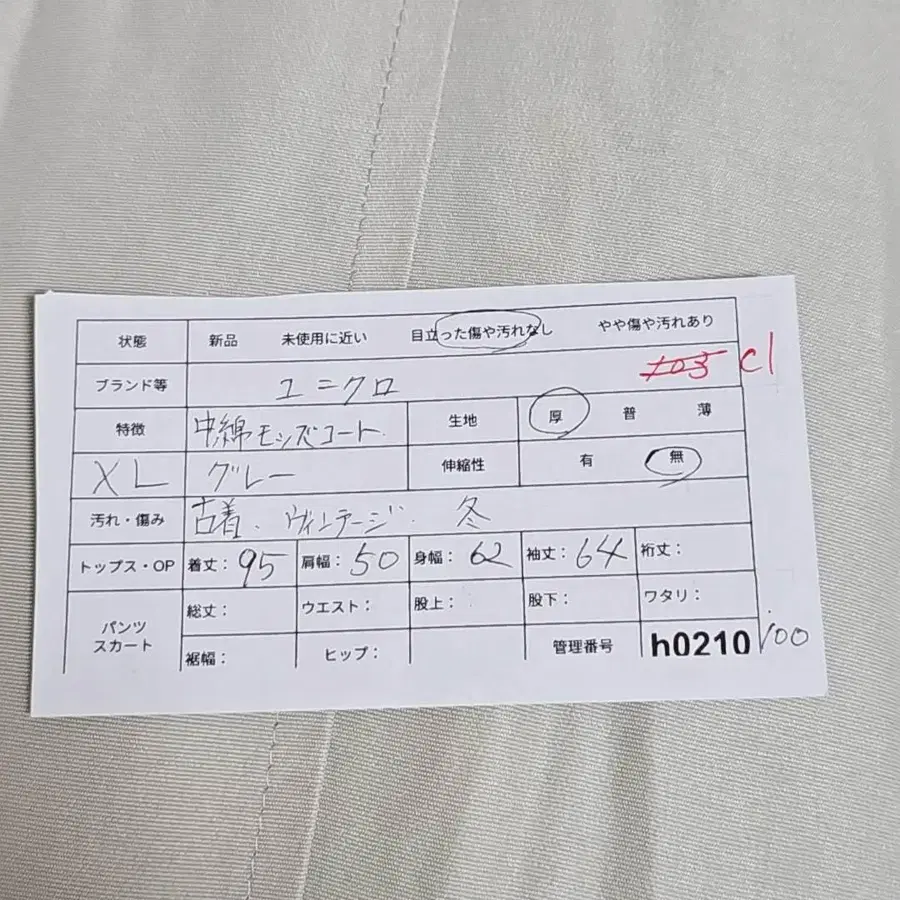 状態 新品 未使用に近い 目立った傷や汚れなし やや傷や汚れあり
ブランド等 ユニクロ c1
特徴 中綿モッズコート 生地 厚 普 薄
XL グレー 伸縮性 有 無
汚れ・傷み 古着、ヴィンテージ、冬
トップス・OP 着丈: 95 肩幅: 50 身幅: 62 袖丈: 64 裄丈:
パンツ スカート 総丈: ウエスト: 股上: 股下: ワタリ:
裾幅: ヒップ: 管理番号 h0210